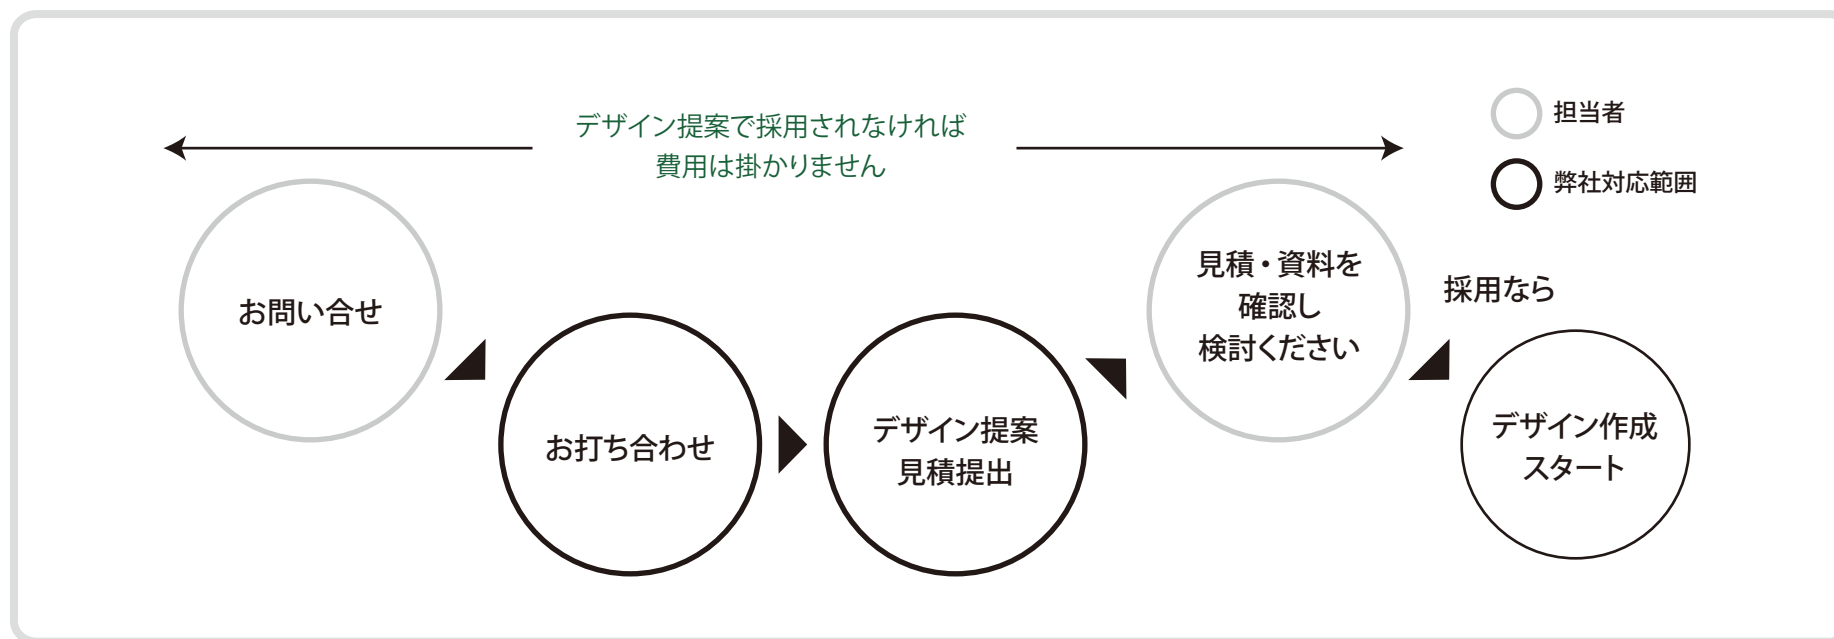 デザイン提案で採用されなければ
費用は掛かりません
担当者
弊社対応範囲
お問い合せ
お打ち合わせ
デザイン提案
見積提出
見積・資料を
確認し
検討ください
採用なら
デザイン作成
スタート